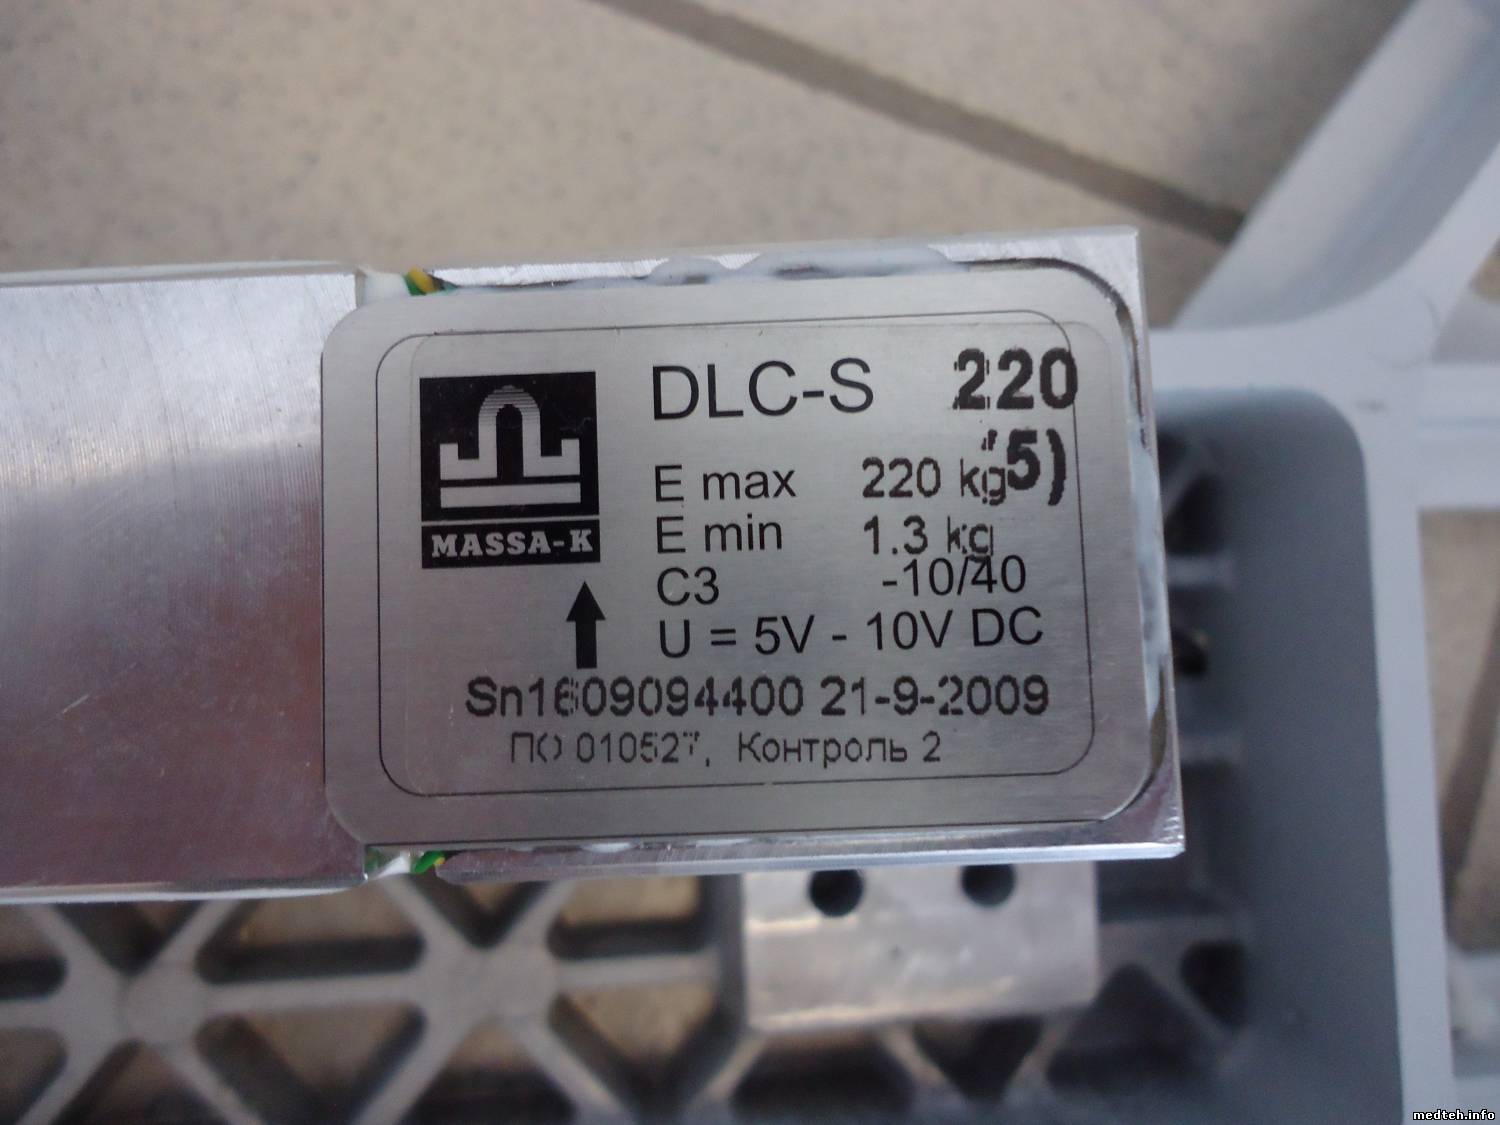 DLC-S 220
5)
MASSA-K
E max 220 kg
E min 1.3 kg
C3 -10/40
U = 5V - 10V DC
Sn1609094400 21-9-2009
ПО 010527, Контроль 2
medteh.info